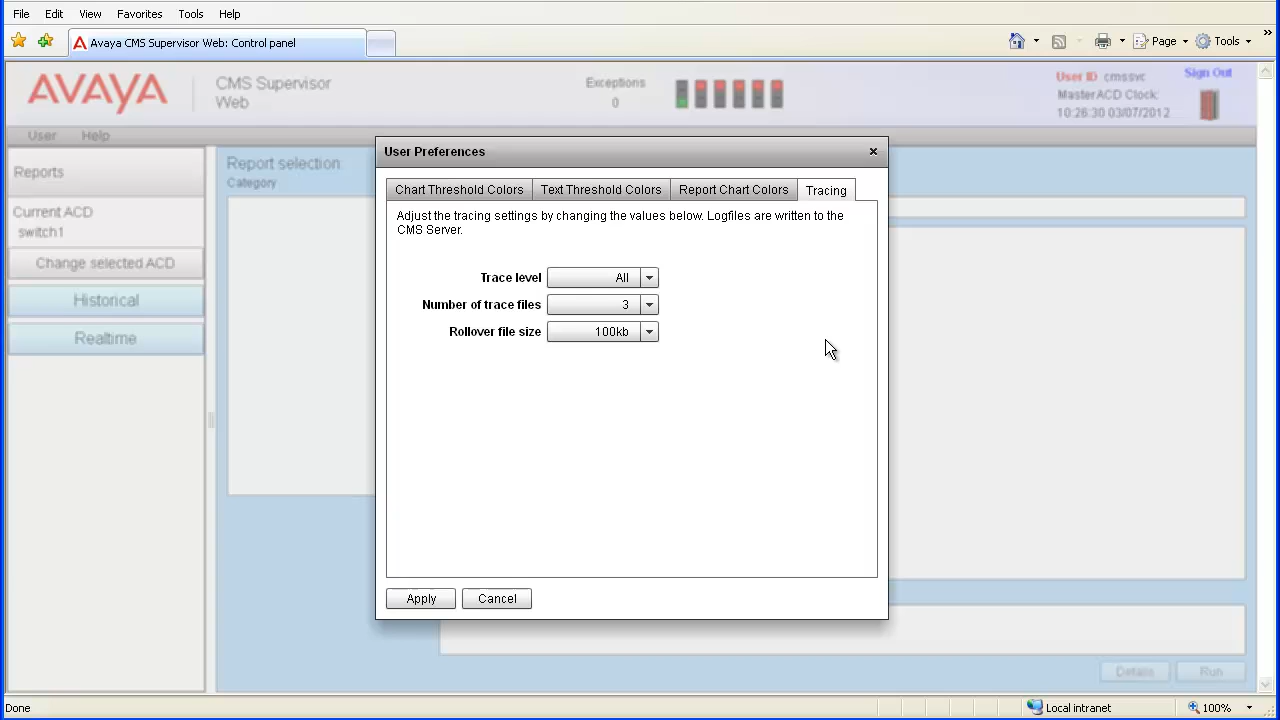 File Edit View Favorites Tools Help
Avaya CMS Supervisor Web: Control panel
Page Tools
AVAYA
CMS Supervisor
Web
Exceptions
0
User ID cmssvc
Sign Out
Master ACD Clock:
10:26:30 03/07/2012
User Help
Reports
Current ACD
switch1
Change selected ACD
Historical
Realtime
Report selection
Category
User Preferences
Chart Threshold Colors Text Threshold Colors Report Chart Colors Tracing
Adjust the tracing settings by changing the values below. Logfiles are written to the
CMS Server.
Trace level All
Number of trace files 3
Rollover file size 100kb
Apply Cancel
Details Run
Done Local intranet 100%